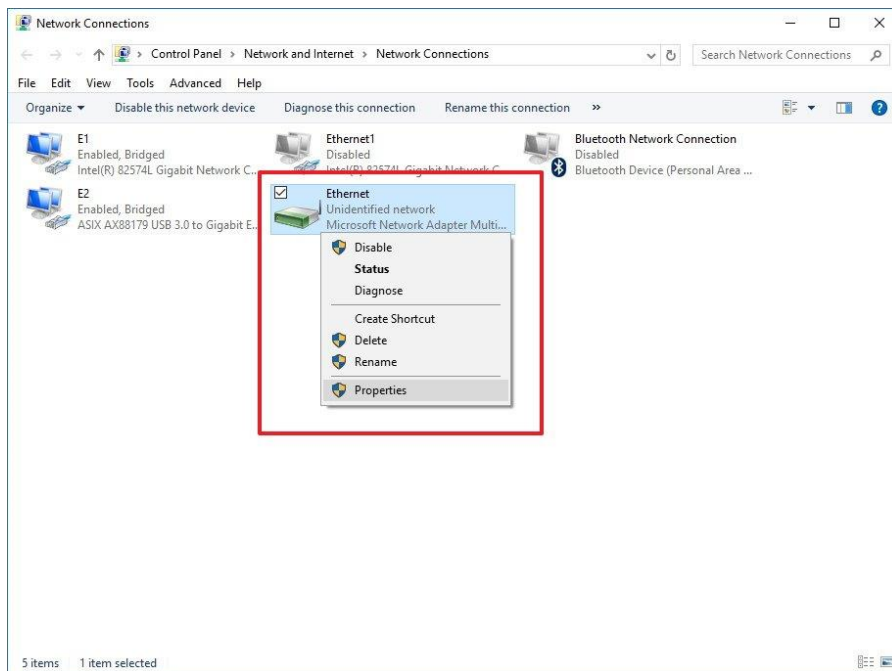 Network Connections
Control Panel > Network and Internet > Network Connections
Search Network Connections
File Edit View Tools Advanced Help
Organize Disable this network device Diagnose this connection Rename this connection »
E1
Enabled, Bridged
Intel(R) 82574L Gigabit Network C...
E2
Enabled, Bridged
ASIX AX88179 USB 3.0 to Gigabit E...
Ethernet1
Disabled
Intel(R) 82574L Gigabit Network C...
Ethernet
Unidentified network
Microsoft Network Adapter Multi...
Bluetooth Network Connection
Disabled
Bluetooth Device (Personal Area ...
Disable
Status
Diagnose
Create Shortcut
Delete
Rename
Properties
5 items 1 item selected